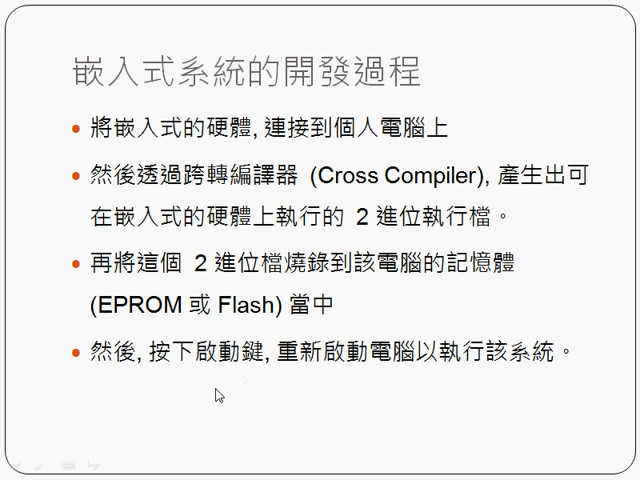 嵌入式系統的開發過程
將嵌入式的硬體, 連接到個人電腦上
然後透過跨轉編譯器 (Cross Compiler), 產生出可
在嵌入式的硬體上執行的 2 進位執行檔。
再將這個 2 進位檔燒錄到該電腦的記憶體
(EPROM 或 Flash) 當中
然後, 按下啟動鍵, 重新啟動電腦以執行該系統。